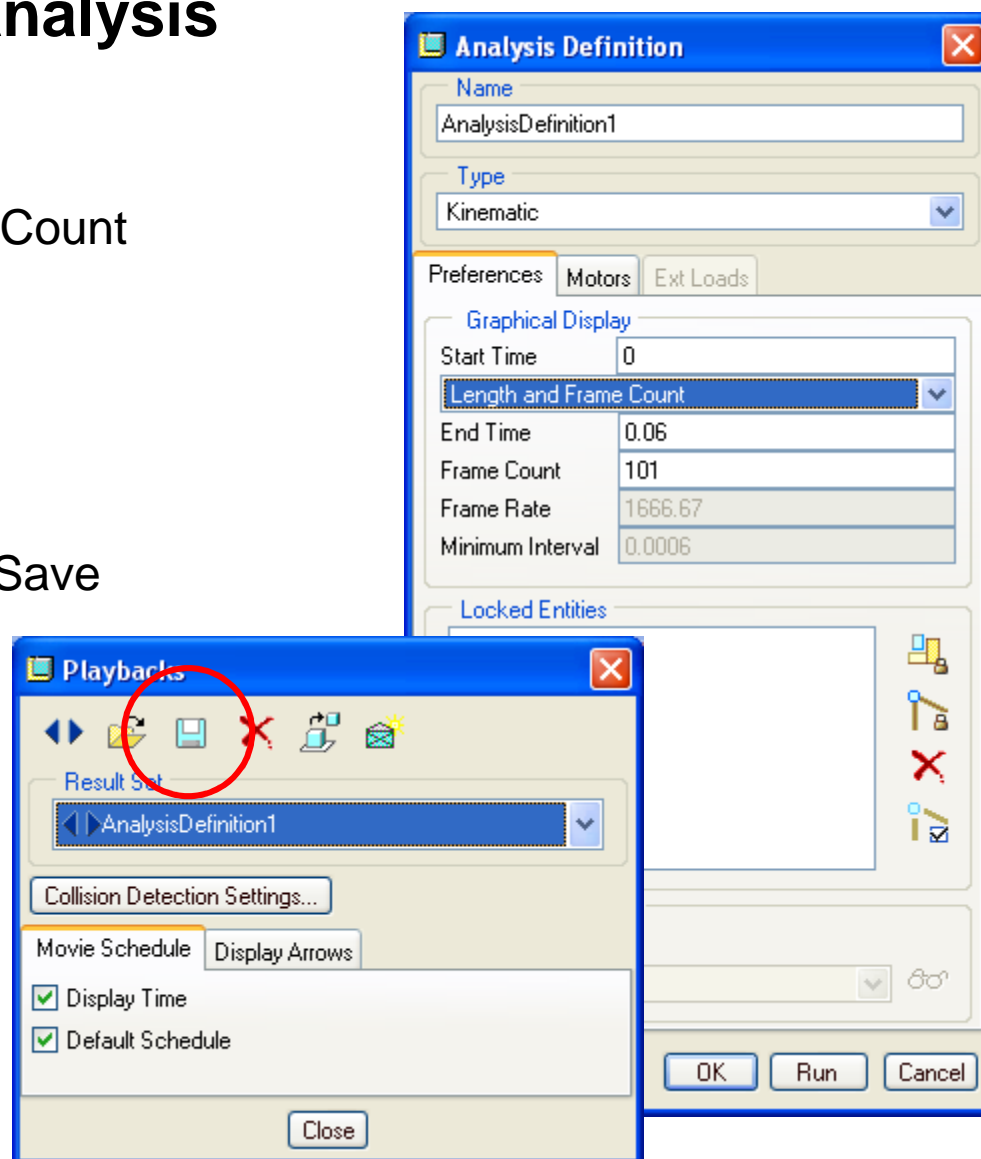 nalysis
Count
Save
Analysis Definition
Name
AnalysisDefinition1
Type
Kinematic
Preferences Motors Ext Loads
Graphical Display
Start Time 0
Length and Frame Count
End Time 0.06
Frame Count 101
Frame Rate 1666.67
Minimum Interval 0.0006
Locked Entities
OK Run Cancel
Playbacks
Result Set
AnalysisDefinition1
Collision Detection Settings...
Movie Schedule Display Arrows
Display Time
Default Schedule
Close